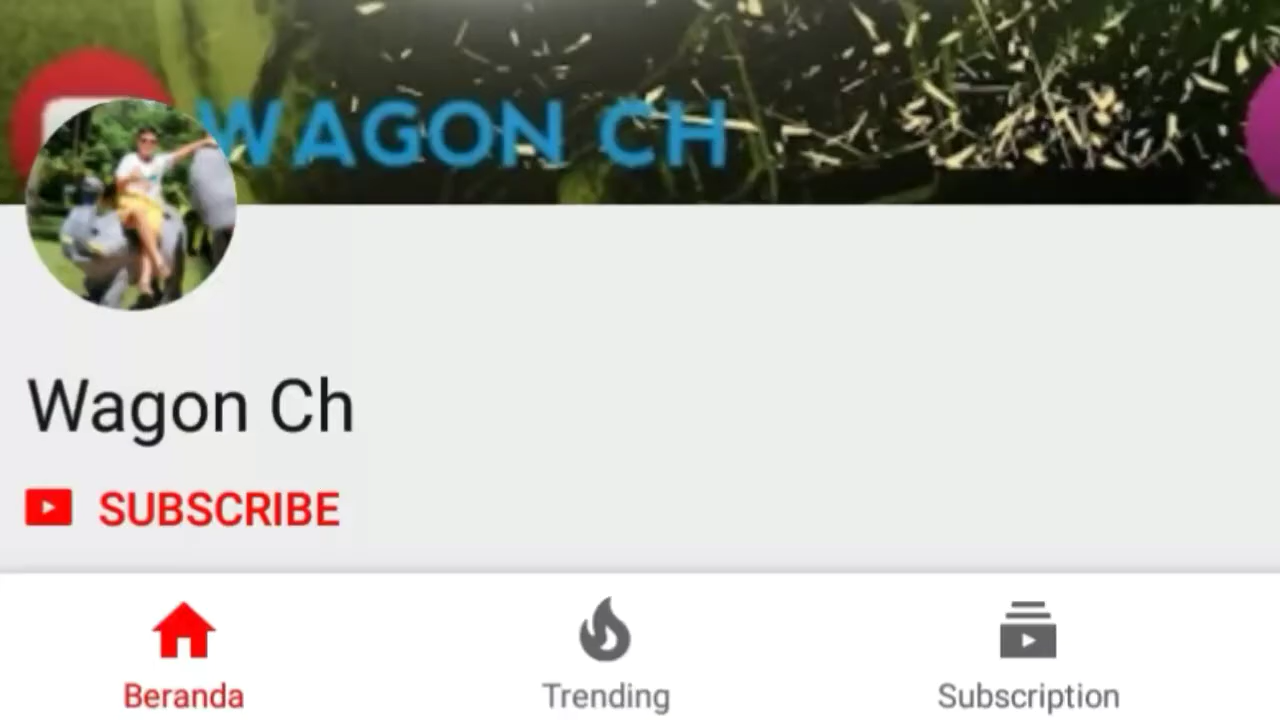 WAGON CH
Wagon Ch
SUBSCRIBE
Beranda
Trending
Subscription